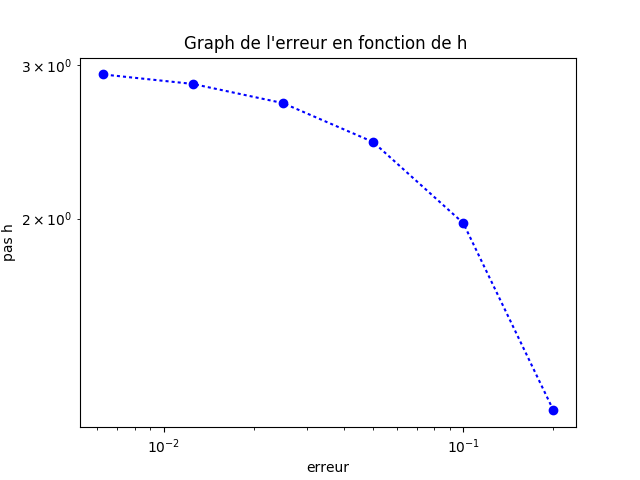 Graph de l'erreur en fonction de h
3 × 10⁰
2 × 10⁰
pas h
10⁻²
10⁻¹
erreur